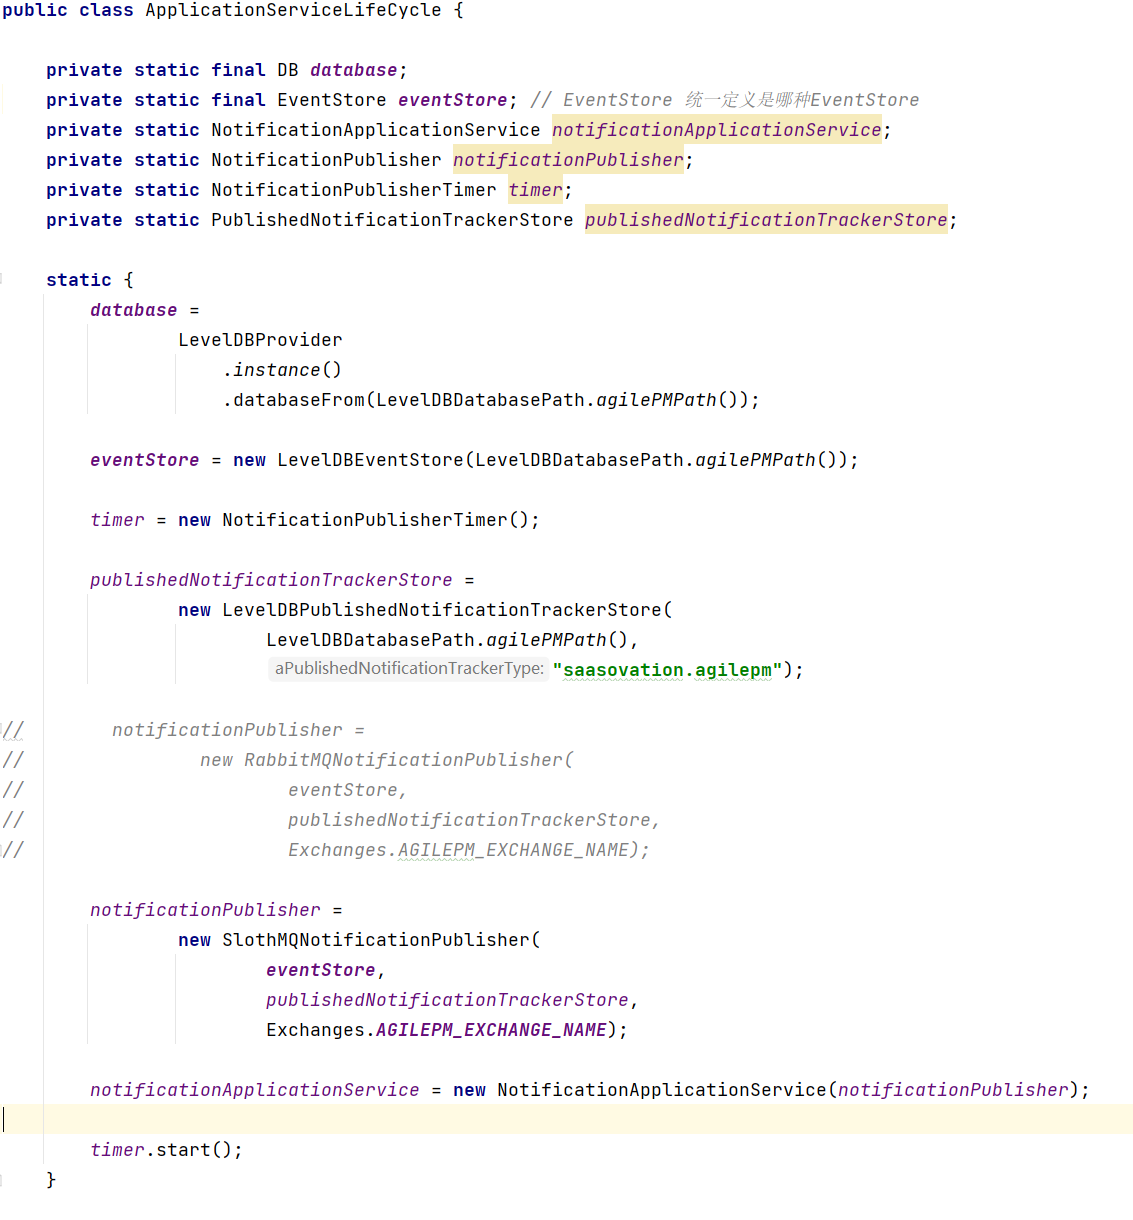 public class ApplicationServiceLifeCycle {
private static final DB database;
private static final EventStore eventStore; // EventStore 统一定义是哪种EventStore
private static NotificationApplicationService notificationApplicationService;
private static NotificationPublisher notificationPublisher;
private static NotificationPublisherTimer timer;
private static PublishedNotificationTrackerStore publishedNotificationTrackerStore;
static {
database =
LevelDBProvider
.instance()
.databaseFrom(LevelDBDatabasePath.agilePMPath());
eventStore = new LevelDBEventStore(LevelDBDatabasePath.agilePMPath());
timer = new NotificationPublisherTimer();
publishedNotificationTrackerStore =
new LevelDBPublishedNotificationTrackerStore(
LevelDBDatabasePath.agilePMPath(),
aPublishedNotificationTrackerType: "saasovation.agilepm");
// notificationPublisher =
// new RabbitMQNotificationPublisher(
// eventStore,
// publishedNotificationTrackerStore,
// Exchanges.AGILEPM_EXCHANGE_NAME);
notificationPublisher =
new SlothMQNotificationPublisher(
eventStore,
publishedNotificationTrackerStore,
Exchanges.AGILEPM_EXCHANGE_NAME);
notificationApplicationService = new NotificationApplicationService(notificationPublisher);
timer.start();
}